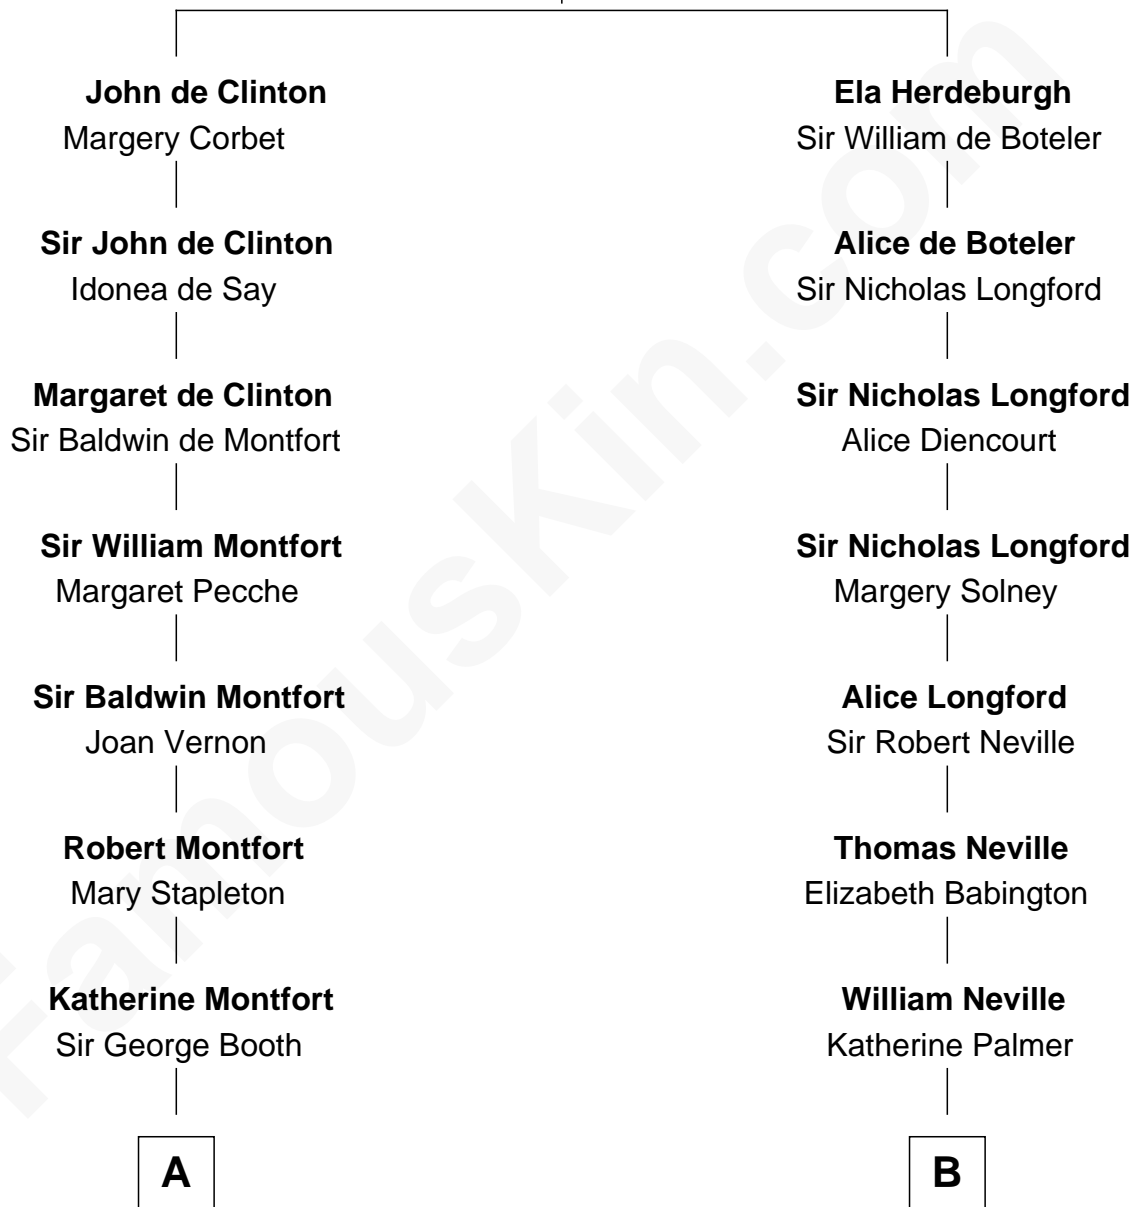 John de Clinton
Margery Corbet
Ela Herdeburgh
Sir William de Boteler
Sir John de Clinton
Idonea de Say
Alice de Boteler
Sir Nicholas Longford
Margaret de Clinton
Sir Baldwin de Montfort
Sir Nicholas Longford
Alice Diencourt
Sir William Montfort
Margaret Pecche
Sir Nicholas Longford
Margery Solney
Sir Baldwin Montfort
Joan Vernon
Alice Longford
Sir Robert Neville
Robert Montfort
Mary Stapleton
Thomas Neville
Elizabeth Babington
Katherine Montfort
Sir George Booth
William Neville
Katherine Palmer
A
B
FamousKin.com